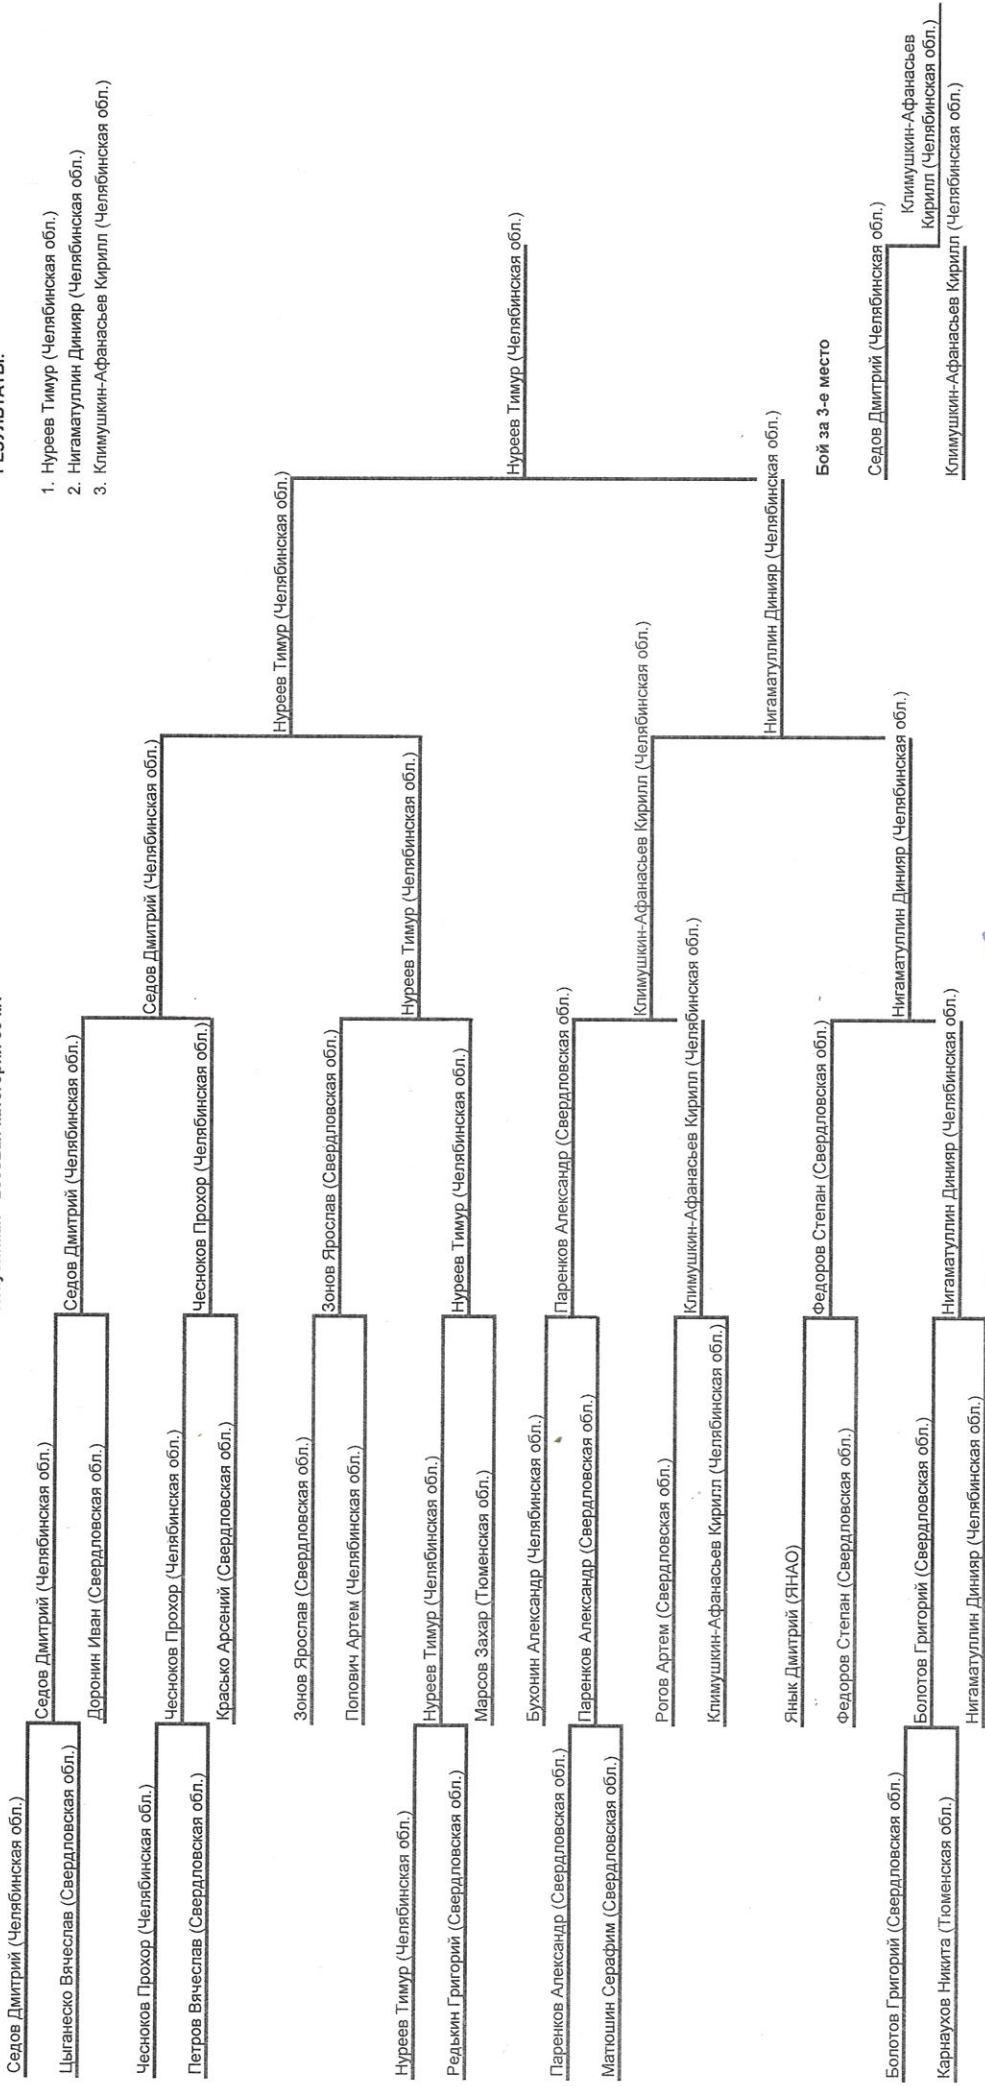 РЕЗУЛЬТАТЫ:
1. Нуреев Тимур (Челябинская обл.)
2. Нигаматуллин Динияр (Челябинская обл.)
3. Климушкин-Афанасьев Кирилл (Челябинская обл.)
Седов Дмитрий (Челябинская обл.)
Цыганеско Вячеслав (Свердловская обл.)
Чесноков Прохор (Челябинская обл.)
Петров Вячеслав (Свердловская обл.)
Нуреев Тимур (Челябинская обл.)
Редькин Григорий (Свердловская обл.)
Паренков Александр (Свердловская обл.)
Матюшин Серафим (Свердловская обл.)
Болотов Григорий (Свердловская обл.)
Карнаухов Никита (Тюменская обл.)
Седов Дмитрий (Челябинская обл.)
Доронин Иван (Свердловская обл.)
Чесноков Прохор (Челябинская обл.)
Красько Арсений (Свердловская обл.)
Зонов Ярослав (Свердловская обл.)
Попович Артем (Челябинская обл.)
Нуреев Тимур (Челябинская обл.)
Марсов Захар (Тюменская обл.)
Бухонин Александр (Челябинская обл.)
Паренков Александр (Свердловская обл.)
Рогов Артем (Свердловская обл.)
Климушкин-Афанасьев Кирилл (Челябинская обл.)
Янык Дмитрий (ЯНАО)
Федоров Степан (Свердловская обл.)
Болотов Григорий (Свердловская обл.)
Нигаматуллин Динияр (Челябинская обл.)
Седов Дмитрий (Челябинская обл.)
Чесноков Прохор (Челябинская обл.)
Зонов Ярослав (Свердловская обл.)
Нуреев Тимур (Челябинская обл.)
Паренков Александр (Свердловская обл.)
Климушкин-Афанасьев Кирилл (Челябинская обл.)
Федоров Степан (Свердловская обл.)
Нигаматуллин Динияр (Челябинская обл.)
Седов Дмитрий (Челябинская обл.)
Нуреев Тимур (Челябинская обл.)
Климушкин-Афанасьев Кирилл (Челябинская обл.)
Нигаматуллин Динияр (Челябинская обл.)
Нуреев Тимур (Челябинская обл.)
Нигаматуллин Динияр (Челябинская обл.)
Нуреев Тимур (Челябинская обл.)
Бой за 3-е место
Седов Дмитрий (Челябинская обл.)
Климушкин-Афанасьев Кирилл (Челябинская обл.)
Климушкин-Афанасьев
Кирилл (Челябинская обл.)